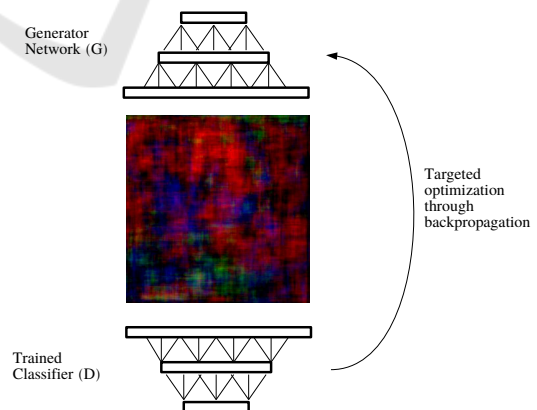 Generator
Network (G)
Targeted
optimization
through
backpropagation
Trained
Classifier (D)